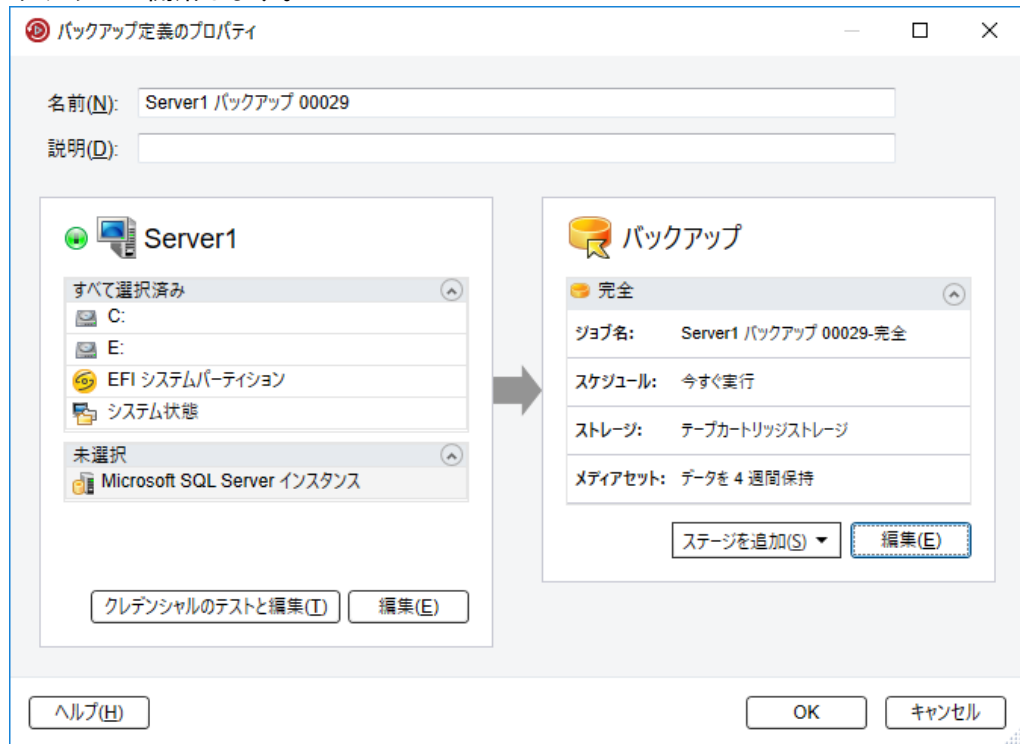 バックアップ定義のプロパティ
名前(N): Server1 バックアップ 00029
説明(D):
Server1
すべて選択済み
C:
E:
EFI システムパーティション
システム状態
未選択
Microsoft SQL Server インスタンス
クレデンシャルのテストと編集(T) 編集(E)
バックアップ
完全
ジョブ名: Server1 バックアップ 00029-完全
スケジュール: 今すぐ実行
ストレージ: テープカートリッジストレージ
メディアセット: データを 4 週間保持
ステージを追加(S) 編集(E)
ヘルプ(H) OK キャンセル